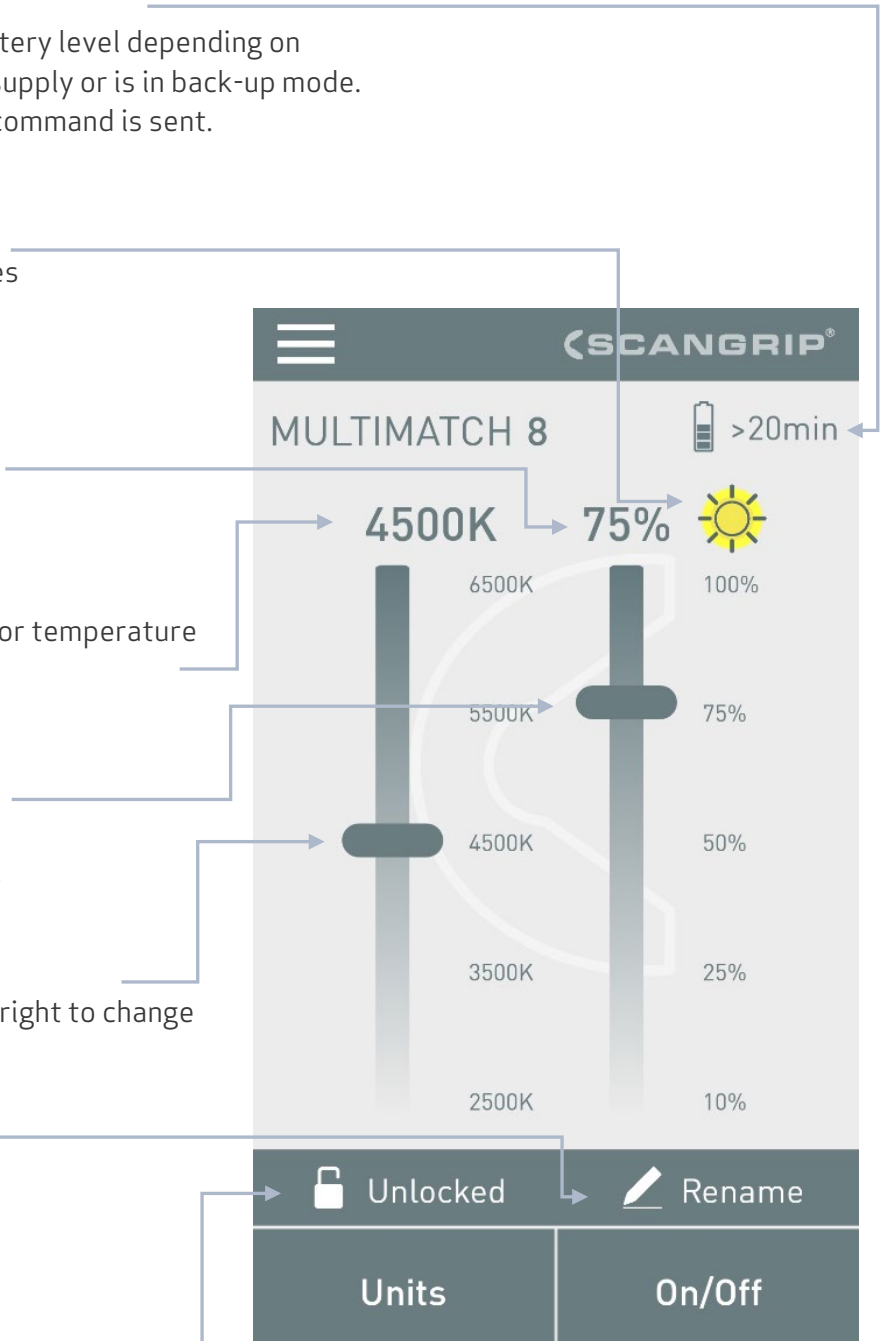 tery level depending on
supply or is in back-up mode.
command is sent.
es
SCANGRIP®
MULTIMATCH 8
>20min
4500K
75%
6500K
100%
or temperature
5500K
75%
4500K
50%
3500K
25%
right to change
2500K
10%
Unlocked
Rename
Units
On/Off